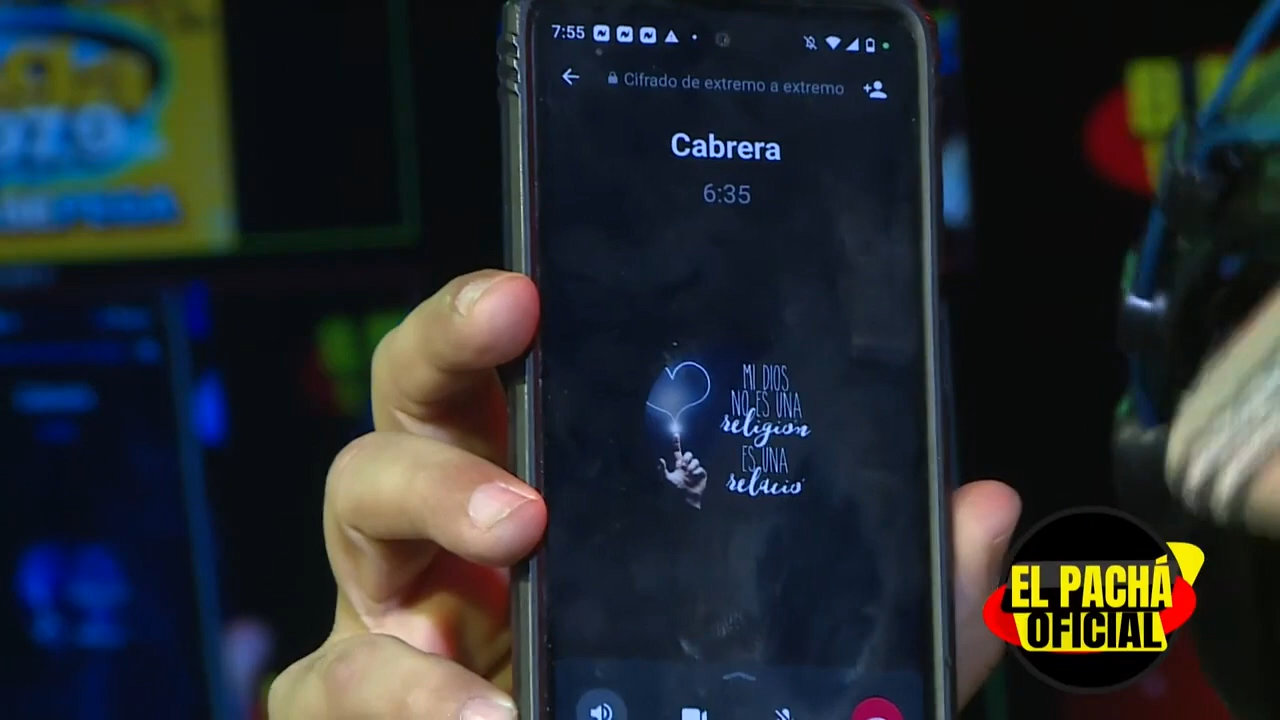 7:55
Cifrado de extremo a extremo
Cabrera
6:35
MI DIOS
NO ES UNA
religión
ES UNA
relació
EL PACHÁ
OFICIAL